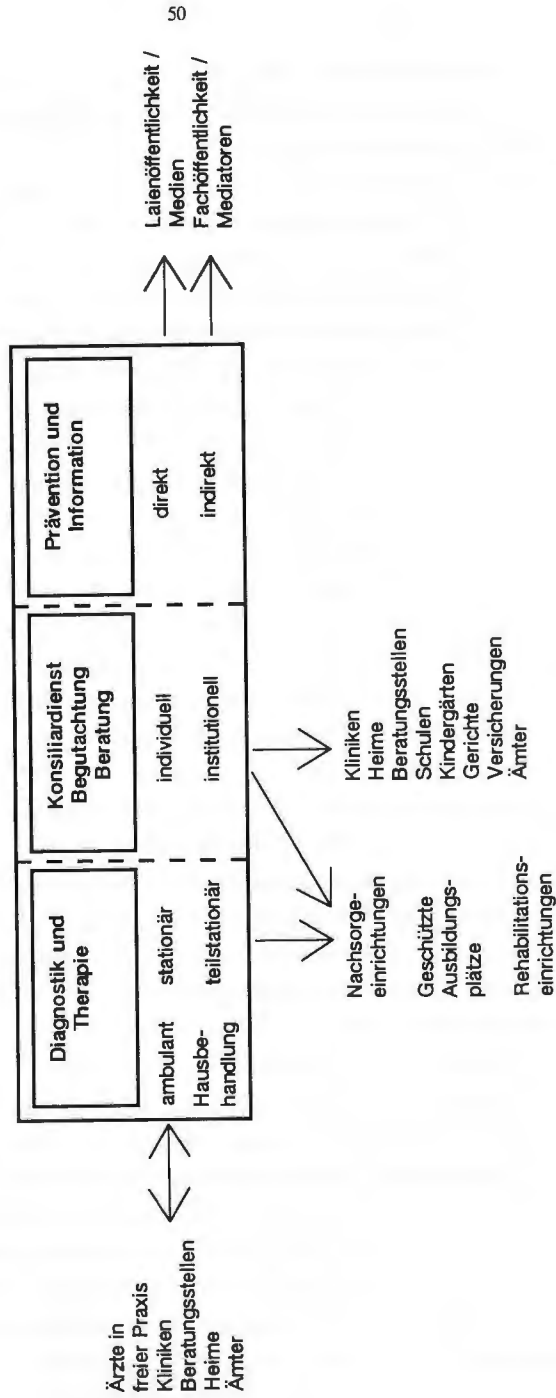 50
Ärzte in
freier Praxis
Kliniken
Beratungsstellen
Heime
Ämter
Diagnostik und
Therapie
ambulant stationär
Hausbe- teilstationär
handlung
Konsiliardienst
Begutachtung
Beratung
individuell
institutionell
Prävention und
Information
direkt
indirekt
Laienöffentlichkeit /
Medien
Fachöffentlichkeit /
Mediatoren
Nachsorge-
einrichtungen
Geschützte
Ausbildungs-
plätze
Rehabilitations-
einrichtungen
Kliniken
Heime
Beratungsstellen
Schulen
Kindergärten
Gerichte
Versicherungen
Ämter